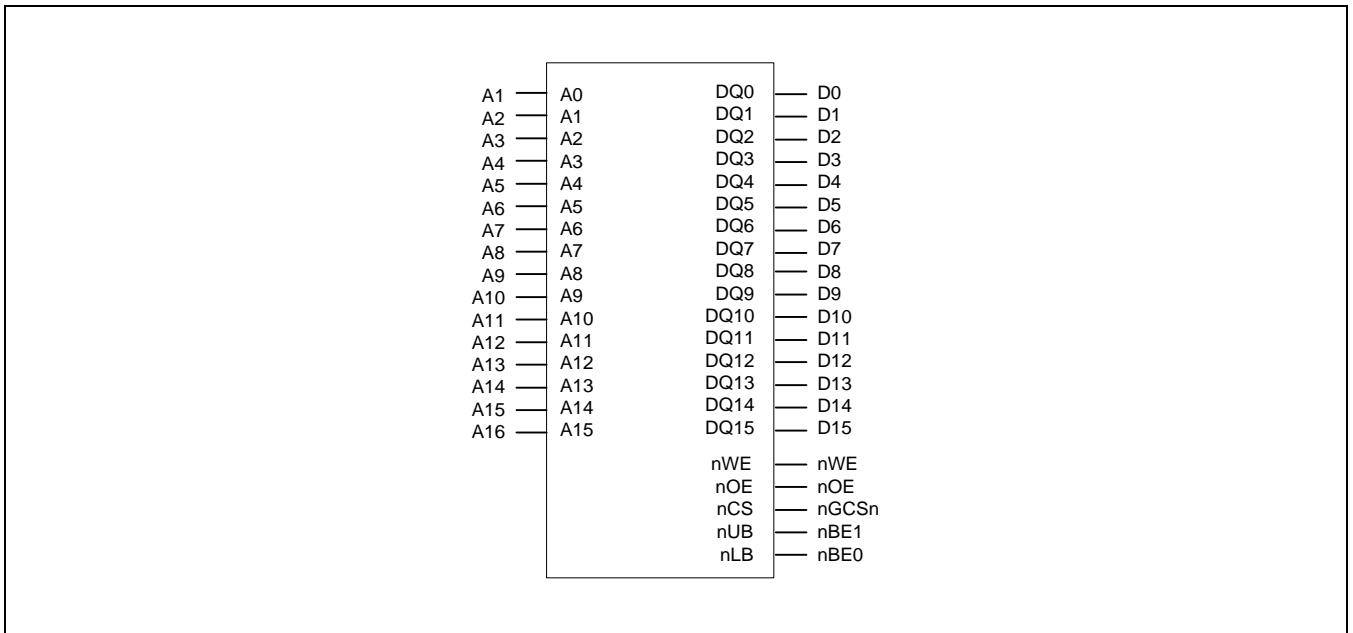 A1 A0 DQ0 D0
A2 A1 DQ1 D1
A3 A2 DQ2 D2
A4 A3 DQ3 D3
A5 A4 DQ4 D4
A6 A5 DQ5 D5
A7 A6 DQ6 D6
A8 A7 DQ7 D7
A9 A8 DQ8 D8
A10 A9 DQ9 D9
A11 A10 DQ10 D10
A12 A11 DQ11 D11
A13 A12 DQ12 D12
A14 A13 DQ13 D13
A15 A14 DQ14 D14
A16 A15 DQ15 D15
nWE nWE
nOE nOE
nCS nGCSn
nUB nBE1
nLB nBE0